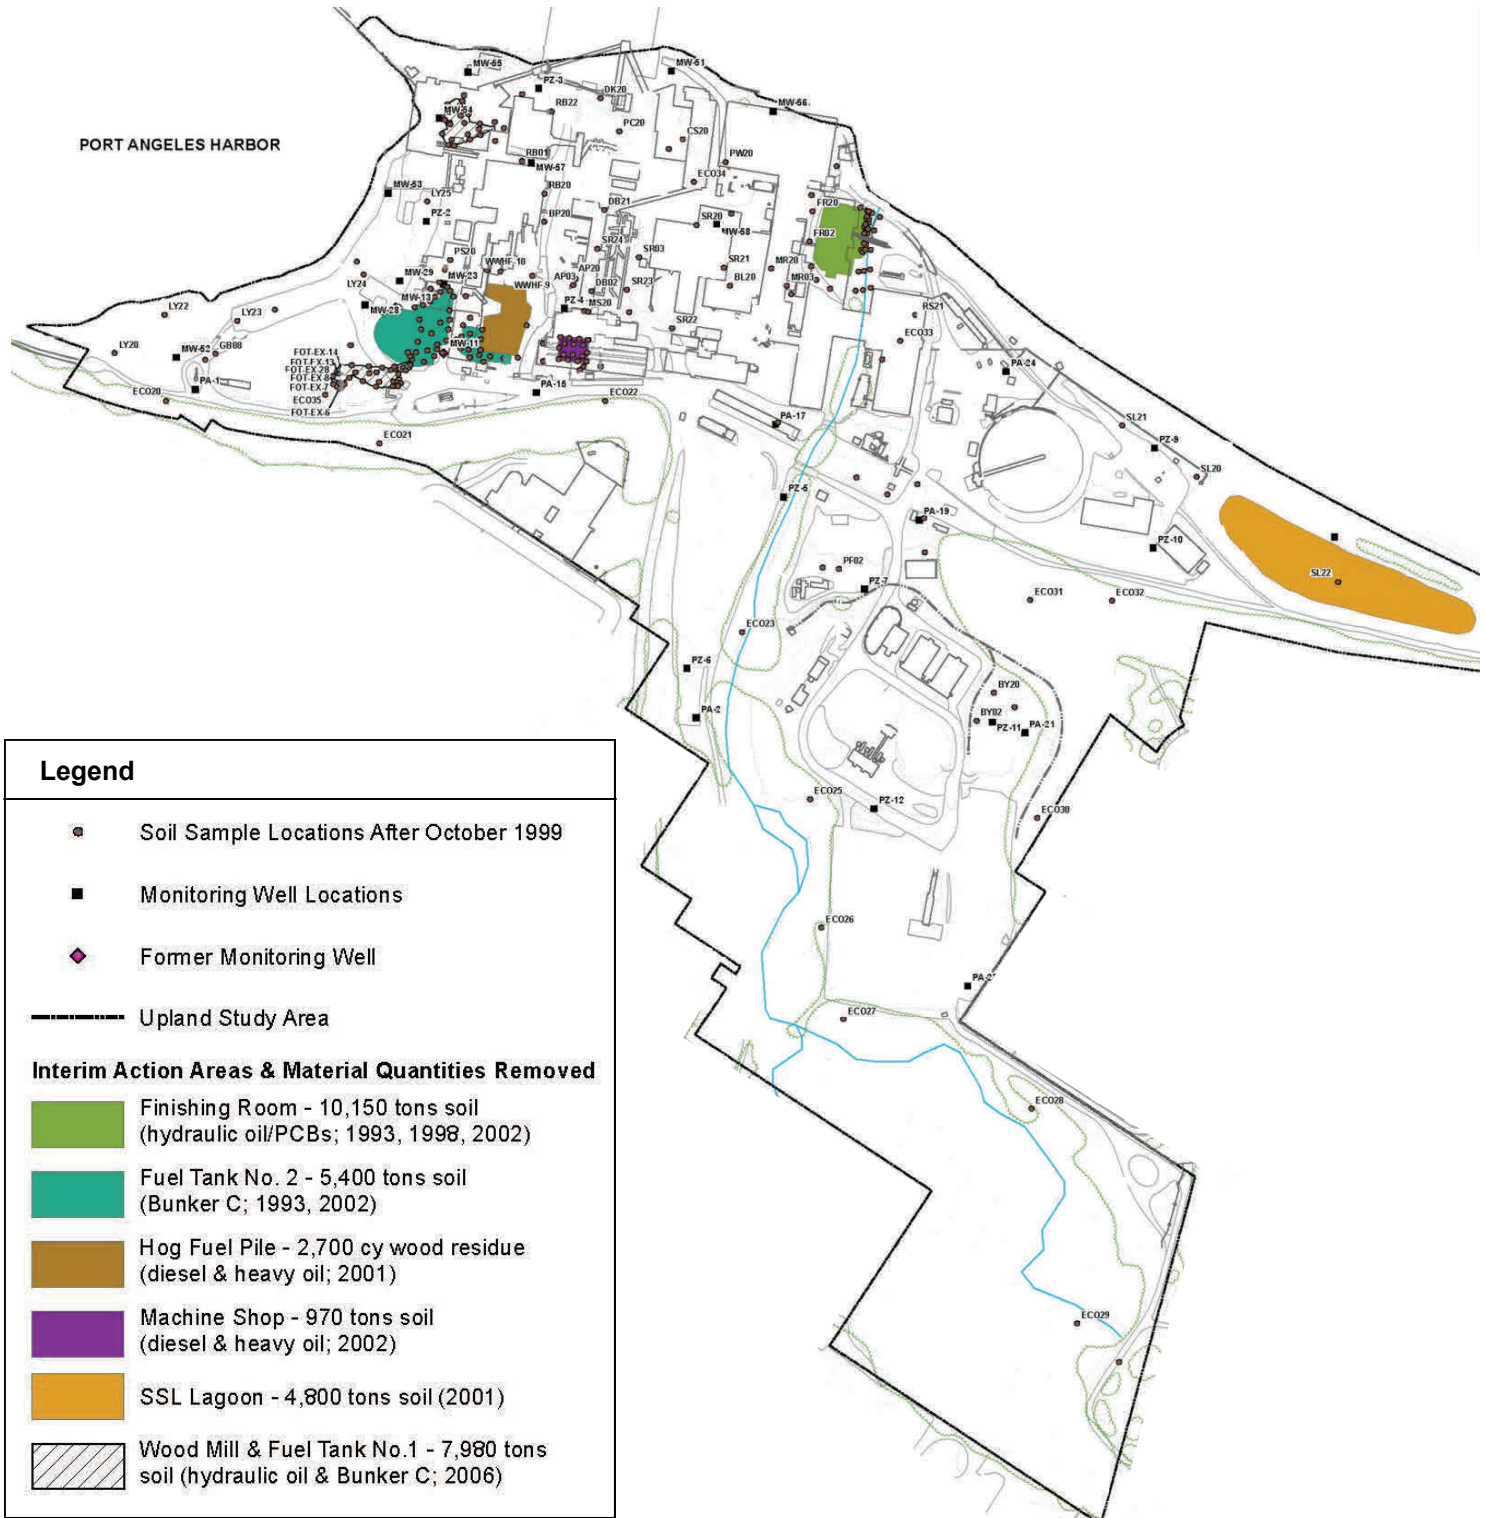 MW-55
MW-51
PZ-3
DK20
MW-56
RB22
MW-54
PC20
CS20
PORT ANGELES HARBOR
RB01
MW-57
PW20
ECO34
MW-53
LY25
RB20
FR20
DB21
PZ-2
BP20
SR20
MW-58
FR02
SR24
SR03
PS20
WWHF-10
AP20
SR21
MR20
MW-29
MW-23
AP03
DB02
SR23
BL20
MR03
LY24
WWHF-9
MW-13
PZ-4
MS20
LY22
LY23
MW-28
RS21
SR22
ECO33
MW-11
LY20
MW-52
GB08
FOT-EX-14
FOT-EX-13
FOT-EX-28
FOT-EX-8
FOT-EX-7
PA-24
PA-1
PA-15
ECO20
ECO35
ECO22
FOT-EX-6
PA-17
SL21
ECO21
PZ-9
SL20
PZ-5
PA-19
PZ-10
PF02
SL22
PZ-7
ECO31
ECO32
ECO23
PZ-6
BY20
PA-2
BY02
PZ-11
PA-21
ECO25
PZ-12
ECO30
ECO26
ECO27
ECO28
ECO29
Legend
Soil Sample Locations After October 1999
Monitoring Well Locations
Former Monitoring Well
Upland Study Area
Interim Action Areas & Material Quantities Removed
Finishing Room - 10,150 tons soil
(hydraulic oil/PCBs; 1993, 1998, 2002)
Fuel Tank No. 2 - 5,400 tons soil
(Bunker C; 1993, 2002)
Hog Fuel Pile - 2,700 cy wood residue
(diesel & heavy oil; 2001)
Machine Shop - 970 tons soil
(diesel & heavy oil; 2002)
SSL Lagoon - 4,800 tons soil (2001)
Wood Mill & Fuel Tank No.1 - 7,980 tons
soil (hydraulic oil & Bunker C; 2006)